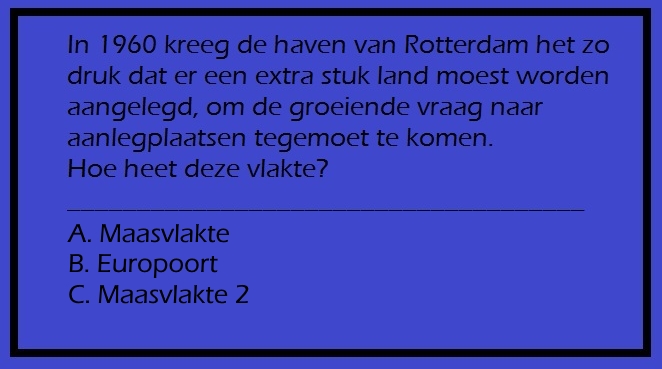 In 1960 kreeg de haven van Rotterdam het zo
druk dat er een extra stuk land moest worden
aangelegd, om de groeiende vraag naar
aanlegplaatsen tegemoet te komen.
Hoe heet deze vlakte?
A. Maasvlakte
B. Europoort
C. Maasvlakte 2